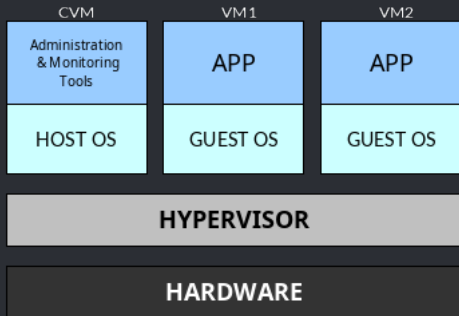 CVM
VM1
VM2
Administration
& Monitoring
Tools
APP
APP
HOST OS
GUEST OS
GUEST OS
HYPERVISOR
HARDWARE